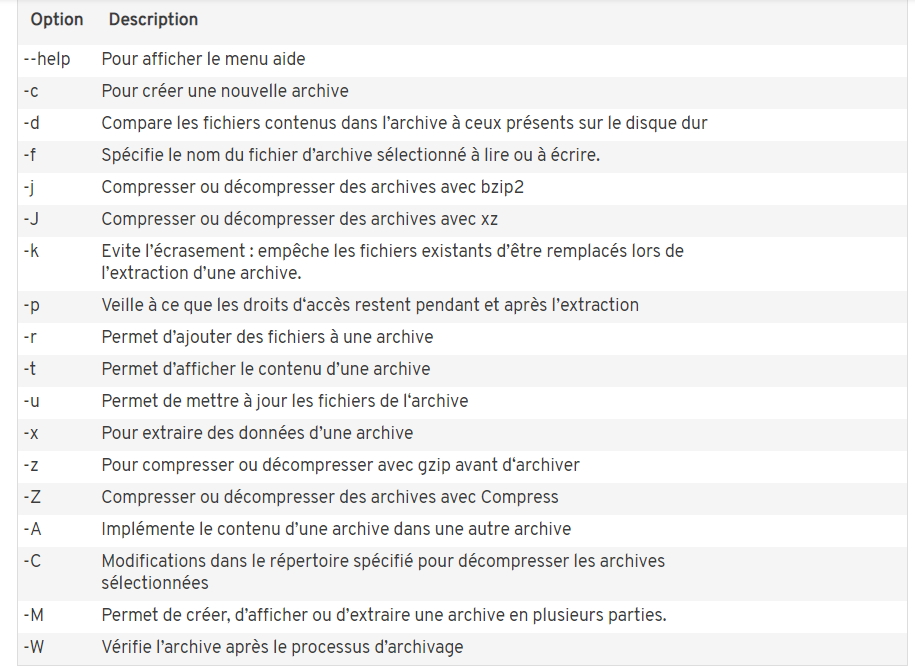 Option Description
--help Pour afficher le menu aide
-c Pour créer une nouvelle archive
-d Compare les fichiers contenus dans l’archive à ceux présents sur le disque dur
-f Spécifie le nom du fichier d’archive sélectionné à lire ou à écrire.
-j Compresser ou décompresser des archives avec bzip2
-J Compresser ou décompresser des archives avec xz
-k Evite l’écrasement : empêche les fichiers existants d’être remplacés lors de
l’extraction d’une archive.
-p Veille à ce que les droits d‘accès restent pendant et après l’extraction
-r Permet d’ajouter des fichiers à une archive
-t Permet d’afficher le contenu d’une archive
-u Permet de mettre à jour les fichiers de l‘archive
-x Pour extraire des données d’une archive
-z Pour compresser ou décompresser avec gzip avant d‘archiver
-Z Compresser ou décompresser des archives avec Compress
-A Implémente le contenu d’une archive dans une autre archive
-C Modifications dans le répertoire spécifié pour décompresser les archives
sélectionnées
-M Permet de créer, d’afficher ou d’extraire une archive en plusieurs parties.
-W Vérifie l’archive après le processus d’archivage